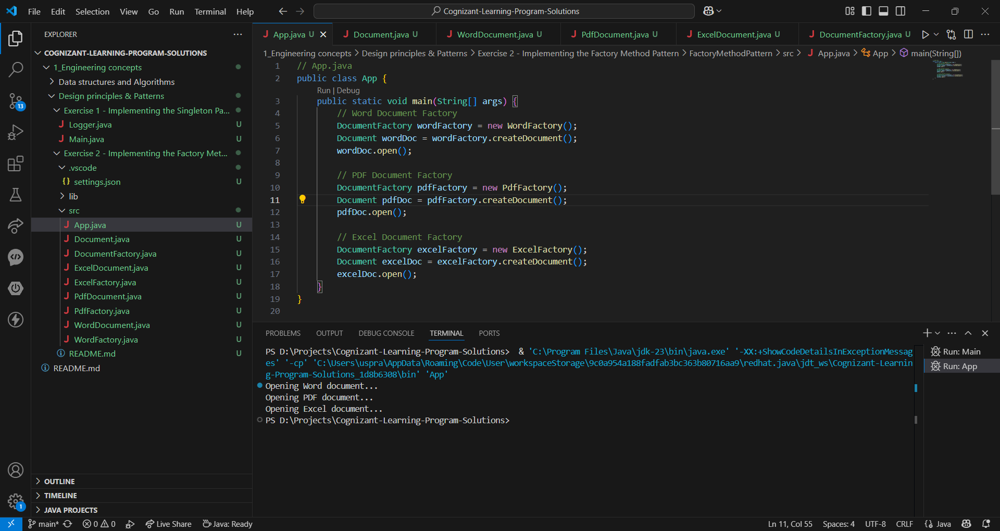 File Edit Selection View Go Run Terminal Help
Cognizant-Learning-Program-Solutions
EXPLORER
COGNIZANT-LEARNING-PROGRAM-SOLUTIONS
1_Engineering concepts
Data structures and Algorithms
Design principles & Patterns
Exercise 1 - Implementing the Singleton Pa...
Logger.java U
Main.java U
Exercise 2 - Implementing the Factory Met...
.vscode
{} settings.json U
lib
src
App.java U
Document.java U
DocumentFactory.java U
ExcelDocument.java U
ExcelFactory.java U
PdfDocument.java U
PdfFactory.java U
WordDocument.java U
WordFactory.java U
README.md U
README.md
OUTLINE
TIMELINE
JAVA PROJECTS
13
1
App.java U Document.java U WordDocument.java U PdfDocument.java U ExcelDocument.java U DocumentFactory.java U
1_Engineering concepts > Design principles & Patterns > Exercise 2 - Implementing the Factory Method Pattern > FactoryMethodPattern > src > App.java > App > main(String[])
1 // App.java
2 public class App {
Run | Debug
3 public static void main(String[] args) {
4 // Word Document Factory
5 DocumentFactory wordFactory = new WordFactory();
6 Document wordDoc = wordFactory.createDocument();
7 wordDoc.open();
8
9 // PDF Document Factory
10 DocumentFactory pdfFactory = new PdfFactory();
11 Document pdfDoc = pdfFactory.createDocument();
12 pdfDoc.open();
13
14 // Excel Document Factory
15 DocumentFactory excelFactory = new ExcelFactory();
16 Document excelDoc = excelFactory.createDocument();
17 excelDoc.open();
18 }
19 }
20
PROBLEMS OUTPUT DEBUG CONSOLE TERMINAL PORTS
PS D:\Projects\Cognizant-Learning-Program-Solutions> & 'C:\Program Files\Java\jdk-23\bin\java.exe' '-XX:+ShowCodeDetailsInExceptionMessag
es' '-cp' 'C:\Users\uspra\AppData\Roaming\Code\User\workspaceStorage\9c0a954a188fadfab3bc363b80716aa9\redhat.java\jdt_ws\Cognizant-Learnin
g-Program-Solutions_1d8b6308\bin' 'App'
Opening Word document...
Opening PDF document...
Opening Excel document...
PS D:\Projects\Cognizant-Learning-Program-Solutions>
Run: Main
Run: App
main* 0 0 Live Share Java: Ready
Ln 11, Col 55 Spaces: 4 UTF-8 CRLF Java